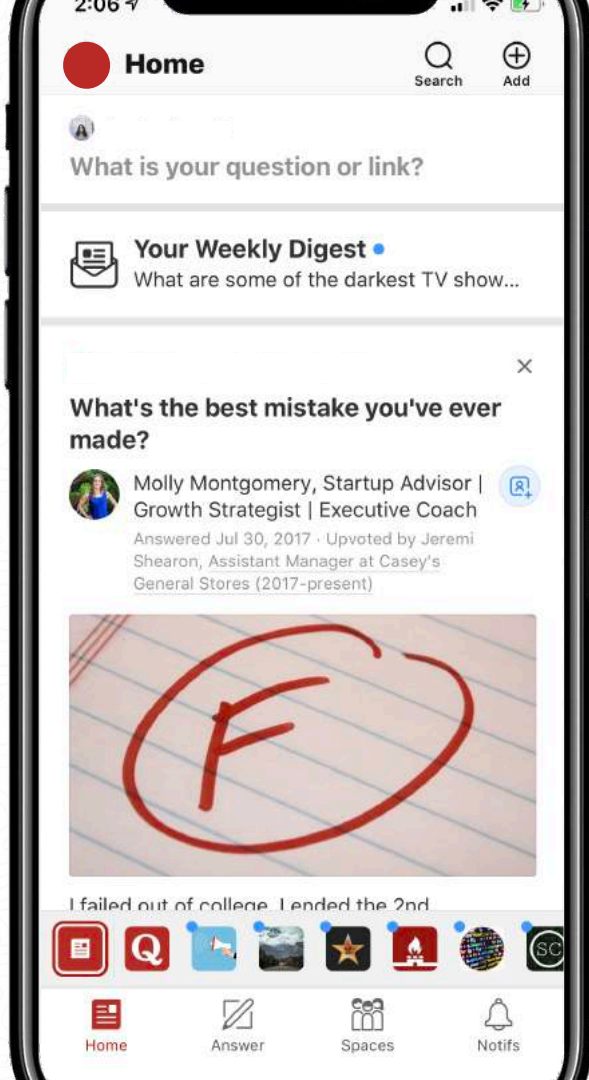 2:06
Home
Search
Add
What is your question or link?
Your Weekly Digest
What are some of the darkest TV show...
What's the best mistake you've ever
made?
Molly Montgomery, Startup Advisor |
Growth Strategist | Executive Coach
Answered Jul 30, 2017 · Upvoted by Jeremi
Shearon, Assistant Manager at Casey's
General Stores (2017-present)
F
I failed out of college. I ended the 2nd
Q
SC
Home
Answer
Spaces
Notifs